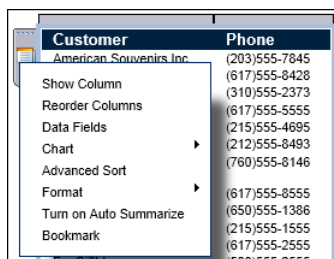 Customer Phone
American Souvenirs Inc (203)555-7845
(617)555-8428
(310)555-2373
(617)555-5555
(215)555-4695
(212)555-8493
(760)555-8146
(617)555-8555
(650)555-1386
(215)555-1555
(617)555-2555
Show Column
Reorder Columns
Data Fields
Chart
Advanced Sort
Format
Turn on Auto Summarize
Bookmark